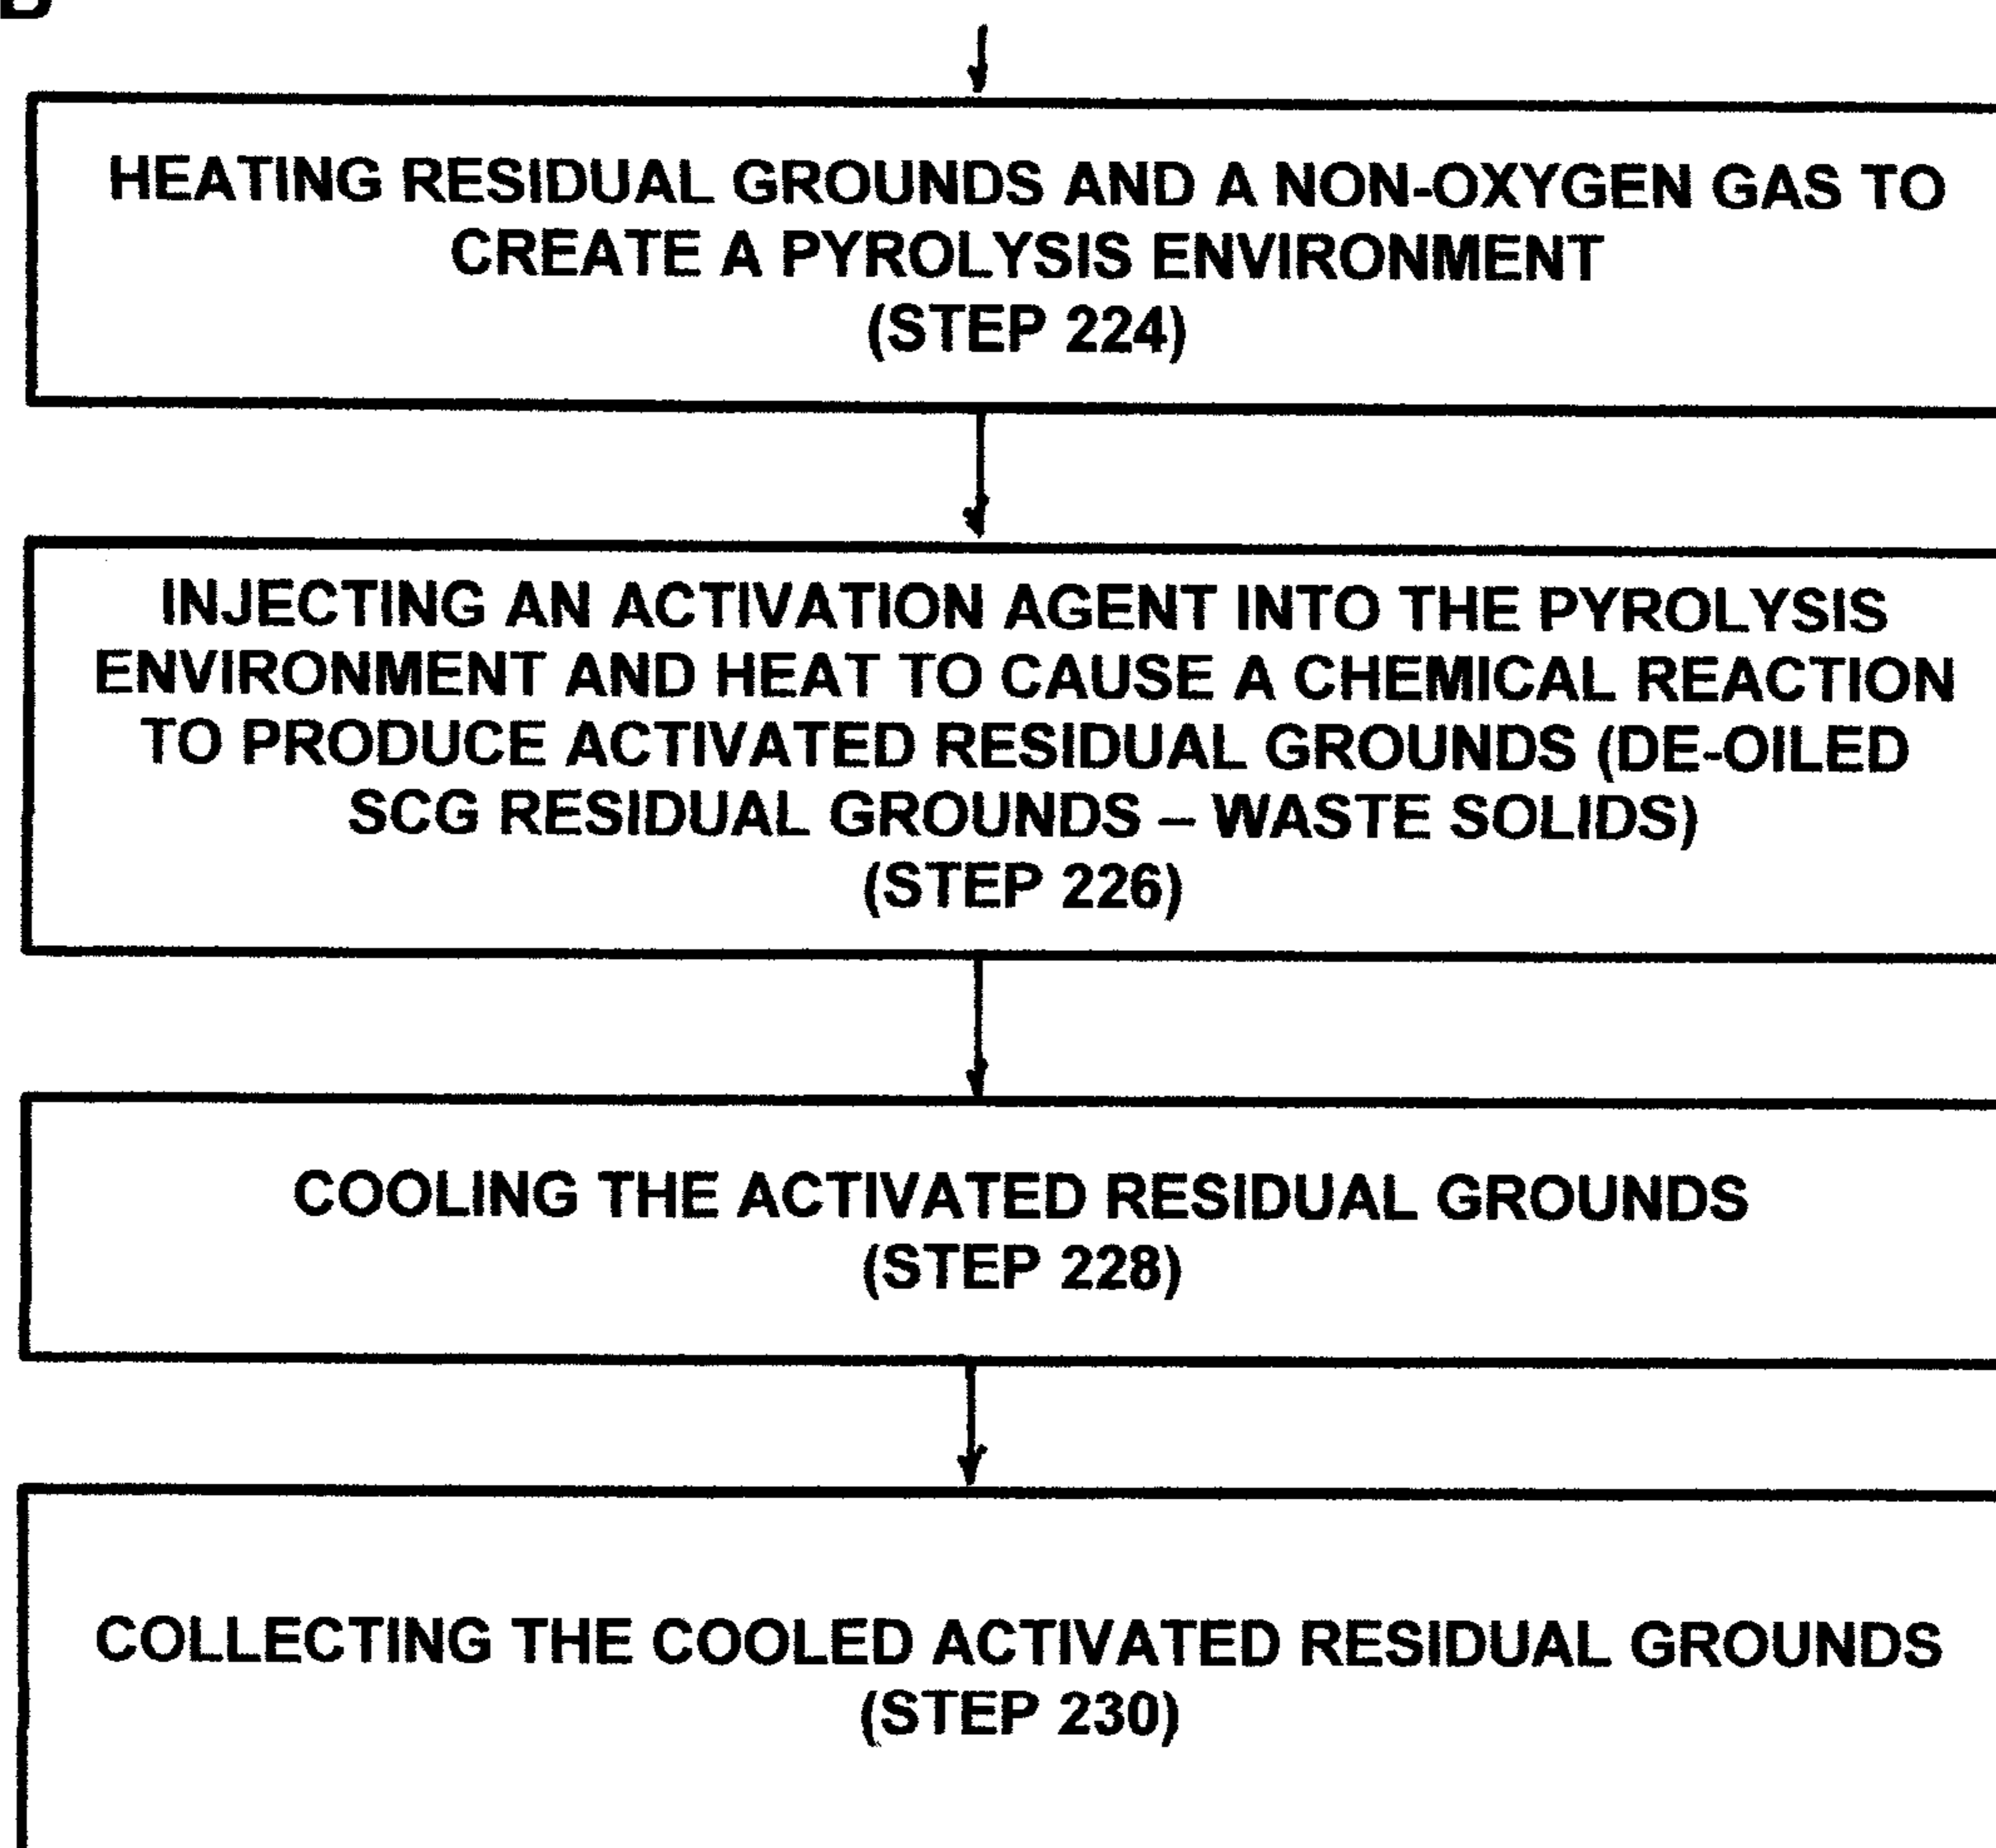 HEATING RESIDUAL GROUNDS AND A NON-OXYGEN GAS TO
CREATE A PYROLYSIS ENVIRONMENT
(STEP 224)
INJECTING AN ACTIVATION AGENT INTO THE PYROLYSIS
ENVIRONMENT AND HEAT TO CAUSE A CHEMICAL REACTION
TO PRODUCE ACTIVATED RESIDUAL GROUNDS (DE-OILED
SCG RESIDUAL GROUNDS – WASTE SOLIDS)
(STEP 226)
COOLING THE ACTIVATED RESIDUAL GROUNDS
(STEP 228)
COLLECTING THE COOLED ACTIVATED RESIDUAL GROUNDS
(STEP 230)